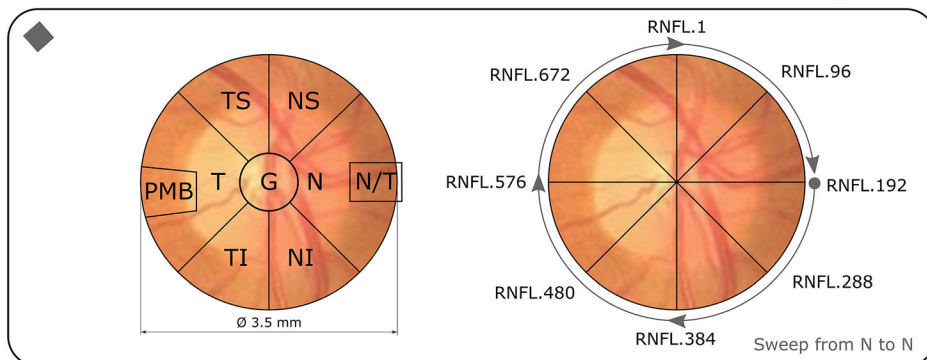 TS NS
PMB T G N N/T
TI NI
Ø 3.5 mm
RNFL.1
RNFL.672 RNFL.96
RNFL.576 RNFL.192
RNFL.480 RNFL.288
RNFL.384
Sweep from N to N